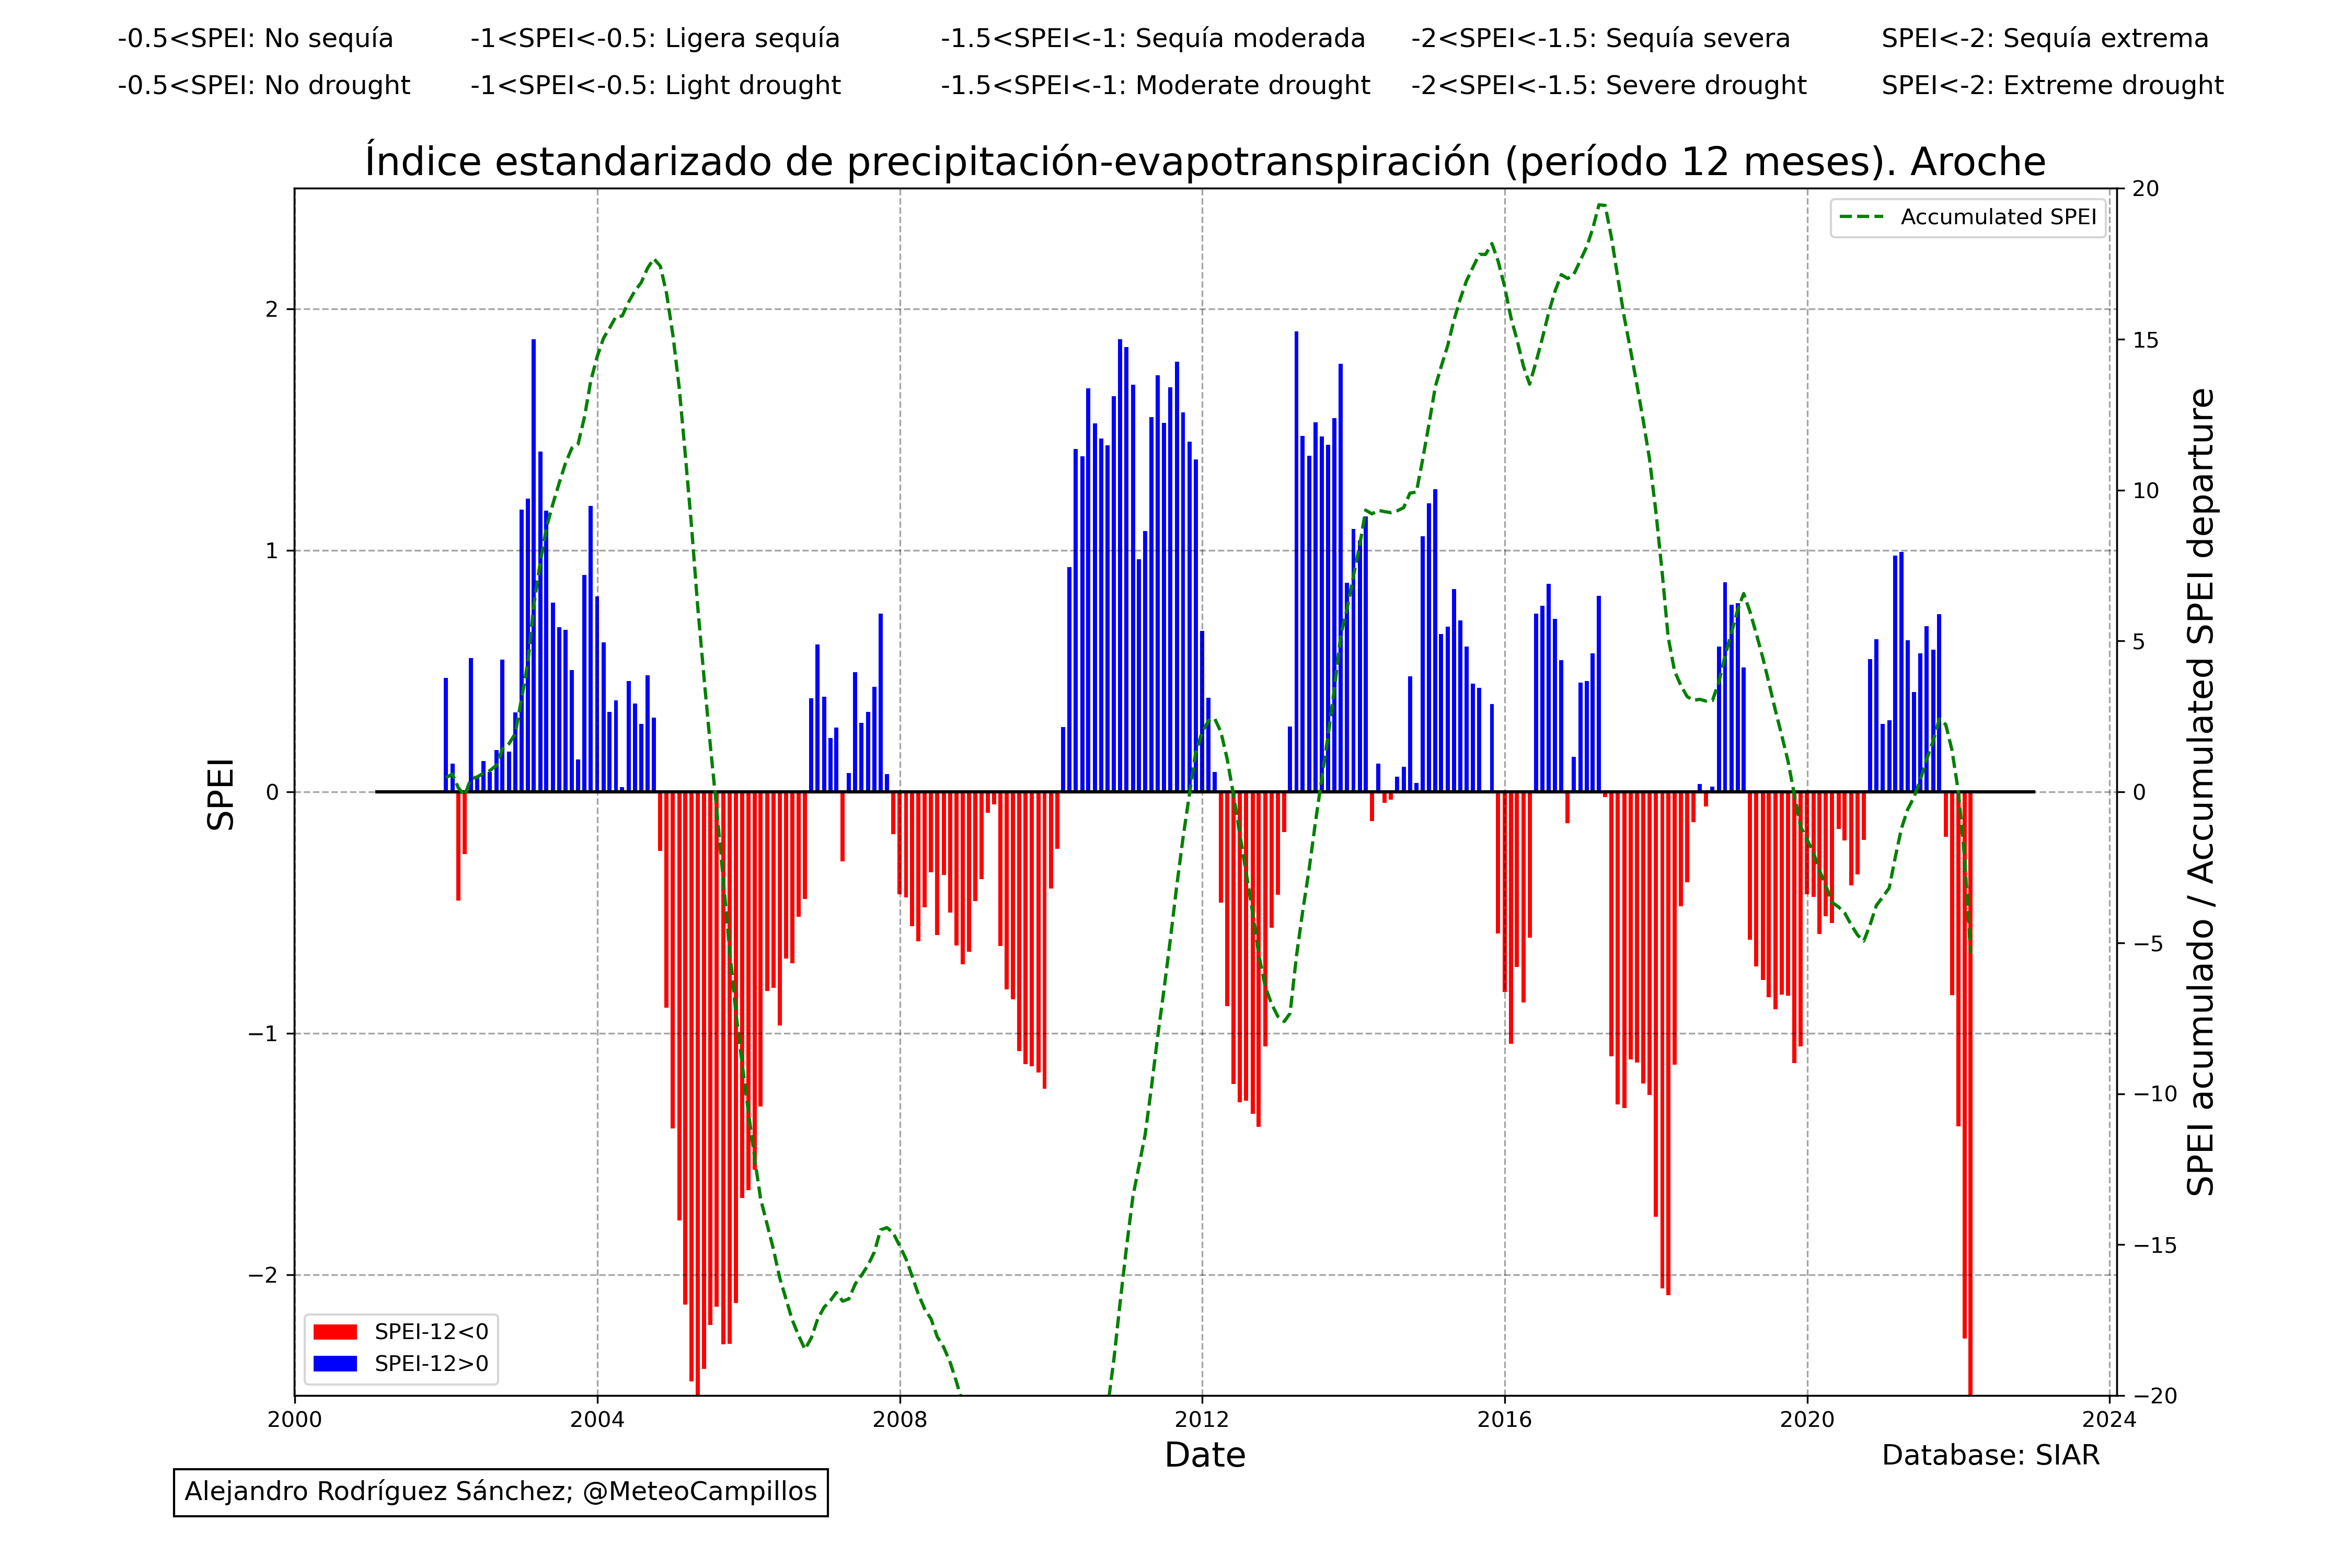 -0.5<SPEI: No sequía -1<SPEI<-0.5: Ligera sequía -1.5<SPEI<-1: Sequía moderada -2<SPEI<-1.5: Sequía severa SPEI<-2: Sequía extrema
-0.5<SPEI: No drought -1<SPEI<-0.5: Light drought -1.5<SPEI<-1: Moderate drought -2<SPEI<-1.5: Severe drought SPEI<-2: Extreme drought
Índice estandarizado de precipitación-evapotranspiración (período 12 meses). Aroche
Accumulated SPEI
SPEI
2
1
0
−1
−2
20
15
10
5
0
−5
−10
−15
−20
SPEI acumulado / Accumulated SPEI departure
SPEI-12<0
SPEI-12>0
2000 2004 2008 2012 2016 2020 2024
Date
Database: SIAR
Alejandro Rodríguez Sánchez; @MeteoCampillos